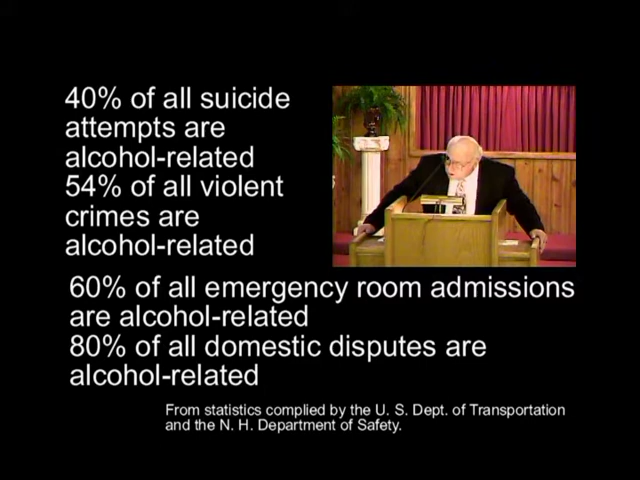 40% of all suicide
attempts are
alcohol-related
54% of all violent
crimes are
alcohol-related
60% of all emergency room admissions
are alcohol-related
80% of all domestic disputes are
alcohol-related
From statistics complied by the U. S. Dept. of Transportation
and the N. H. Department of Safety.